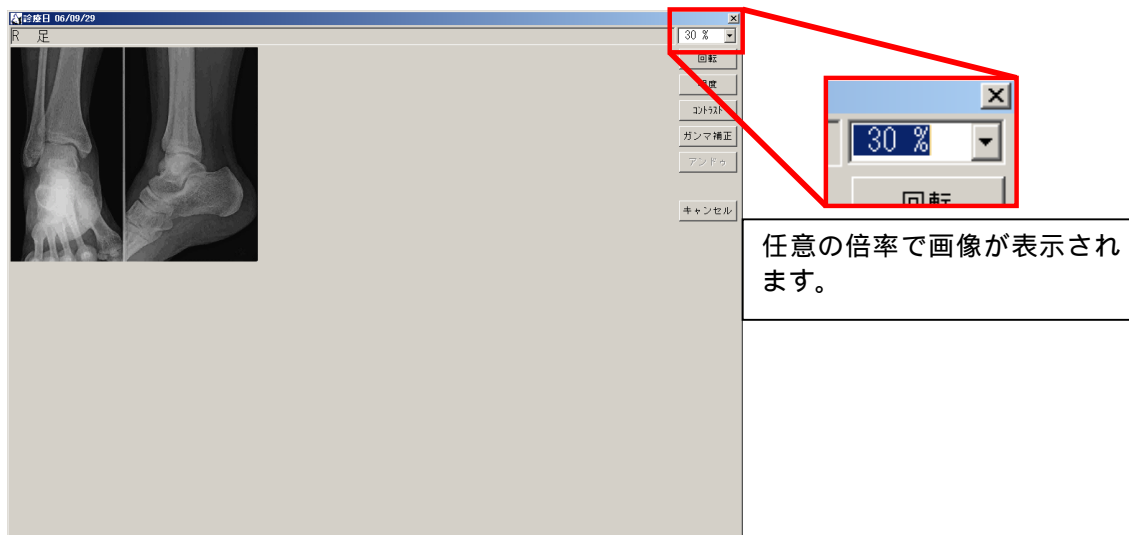 診療日 06/09/29
R 足
30 %
回転
コントラスト
ガンマ補正
アンドゥ
キャンセル
30 %
回転
任意の倍率で画像が表示され
ます。